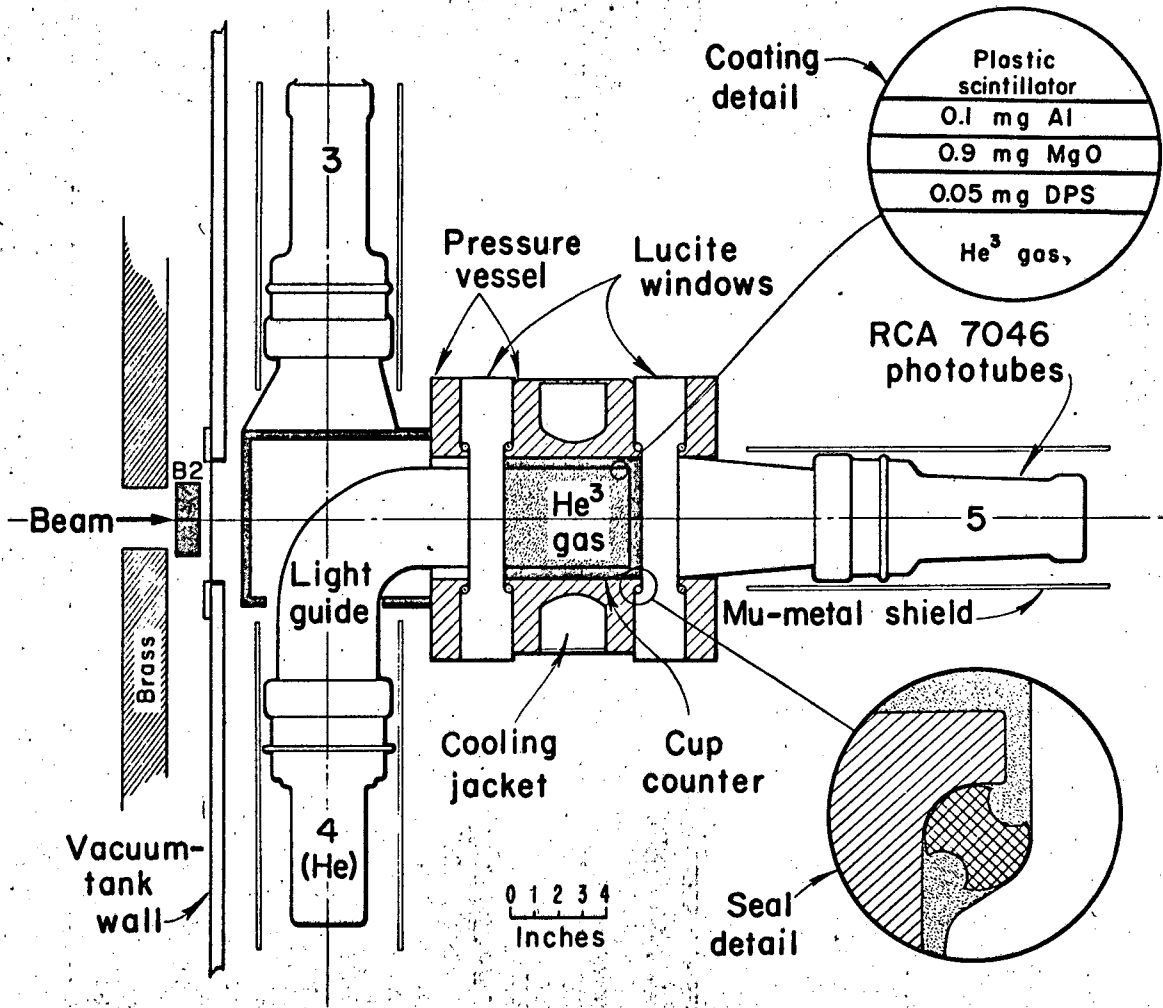 Coating
detail
Plastic
scintillator
0.1 mg Al
0.9 mg MgO
0.05 mg DPS
He³ gas
3
Pressure
vessel
Lucite
windows
RCA 7046
phototubes
B2
Beam
He³
gas
5
Light
guide
Mu-metal shield
Brass
Cooling
jacket
Cup
counter
4
(He)
Vacuum-
tank
wall
0 1 2 3 4
Inches
Seal
detail